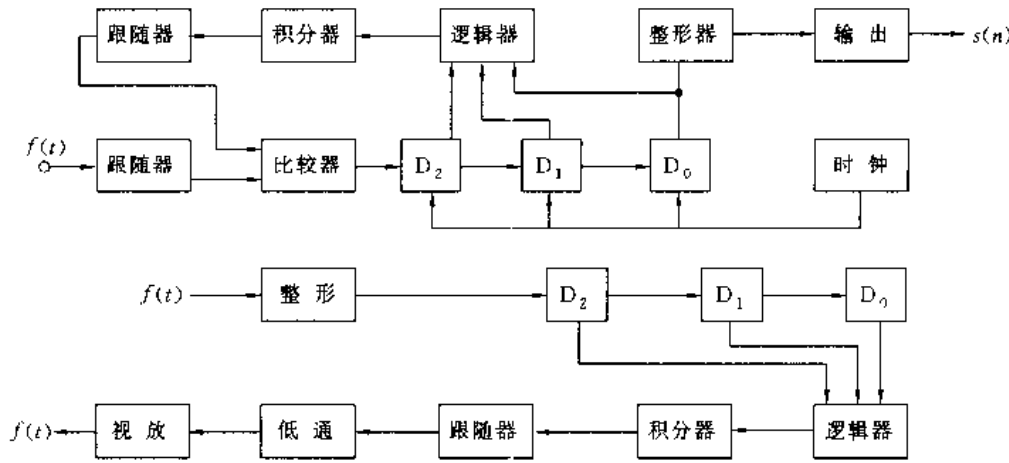 跟随器 积分器 逻辑器 整形器 输出 s(n)
f(t)
跟随器 比较器 D₂ D₁ D₀ 时钟
f(t) 整形 D₂ D₁ D₀
f(t) 视放 低通 跟随器 积分器 逻辑器